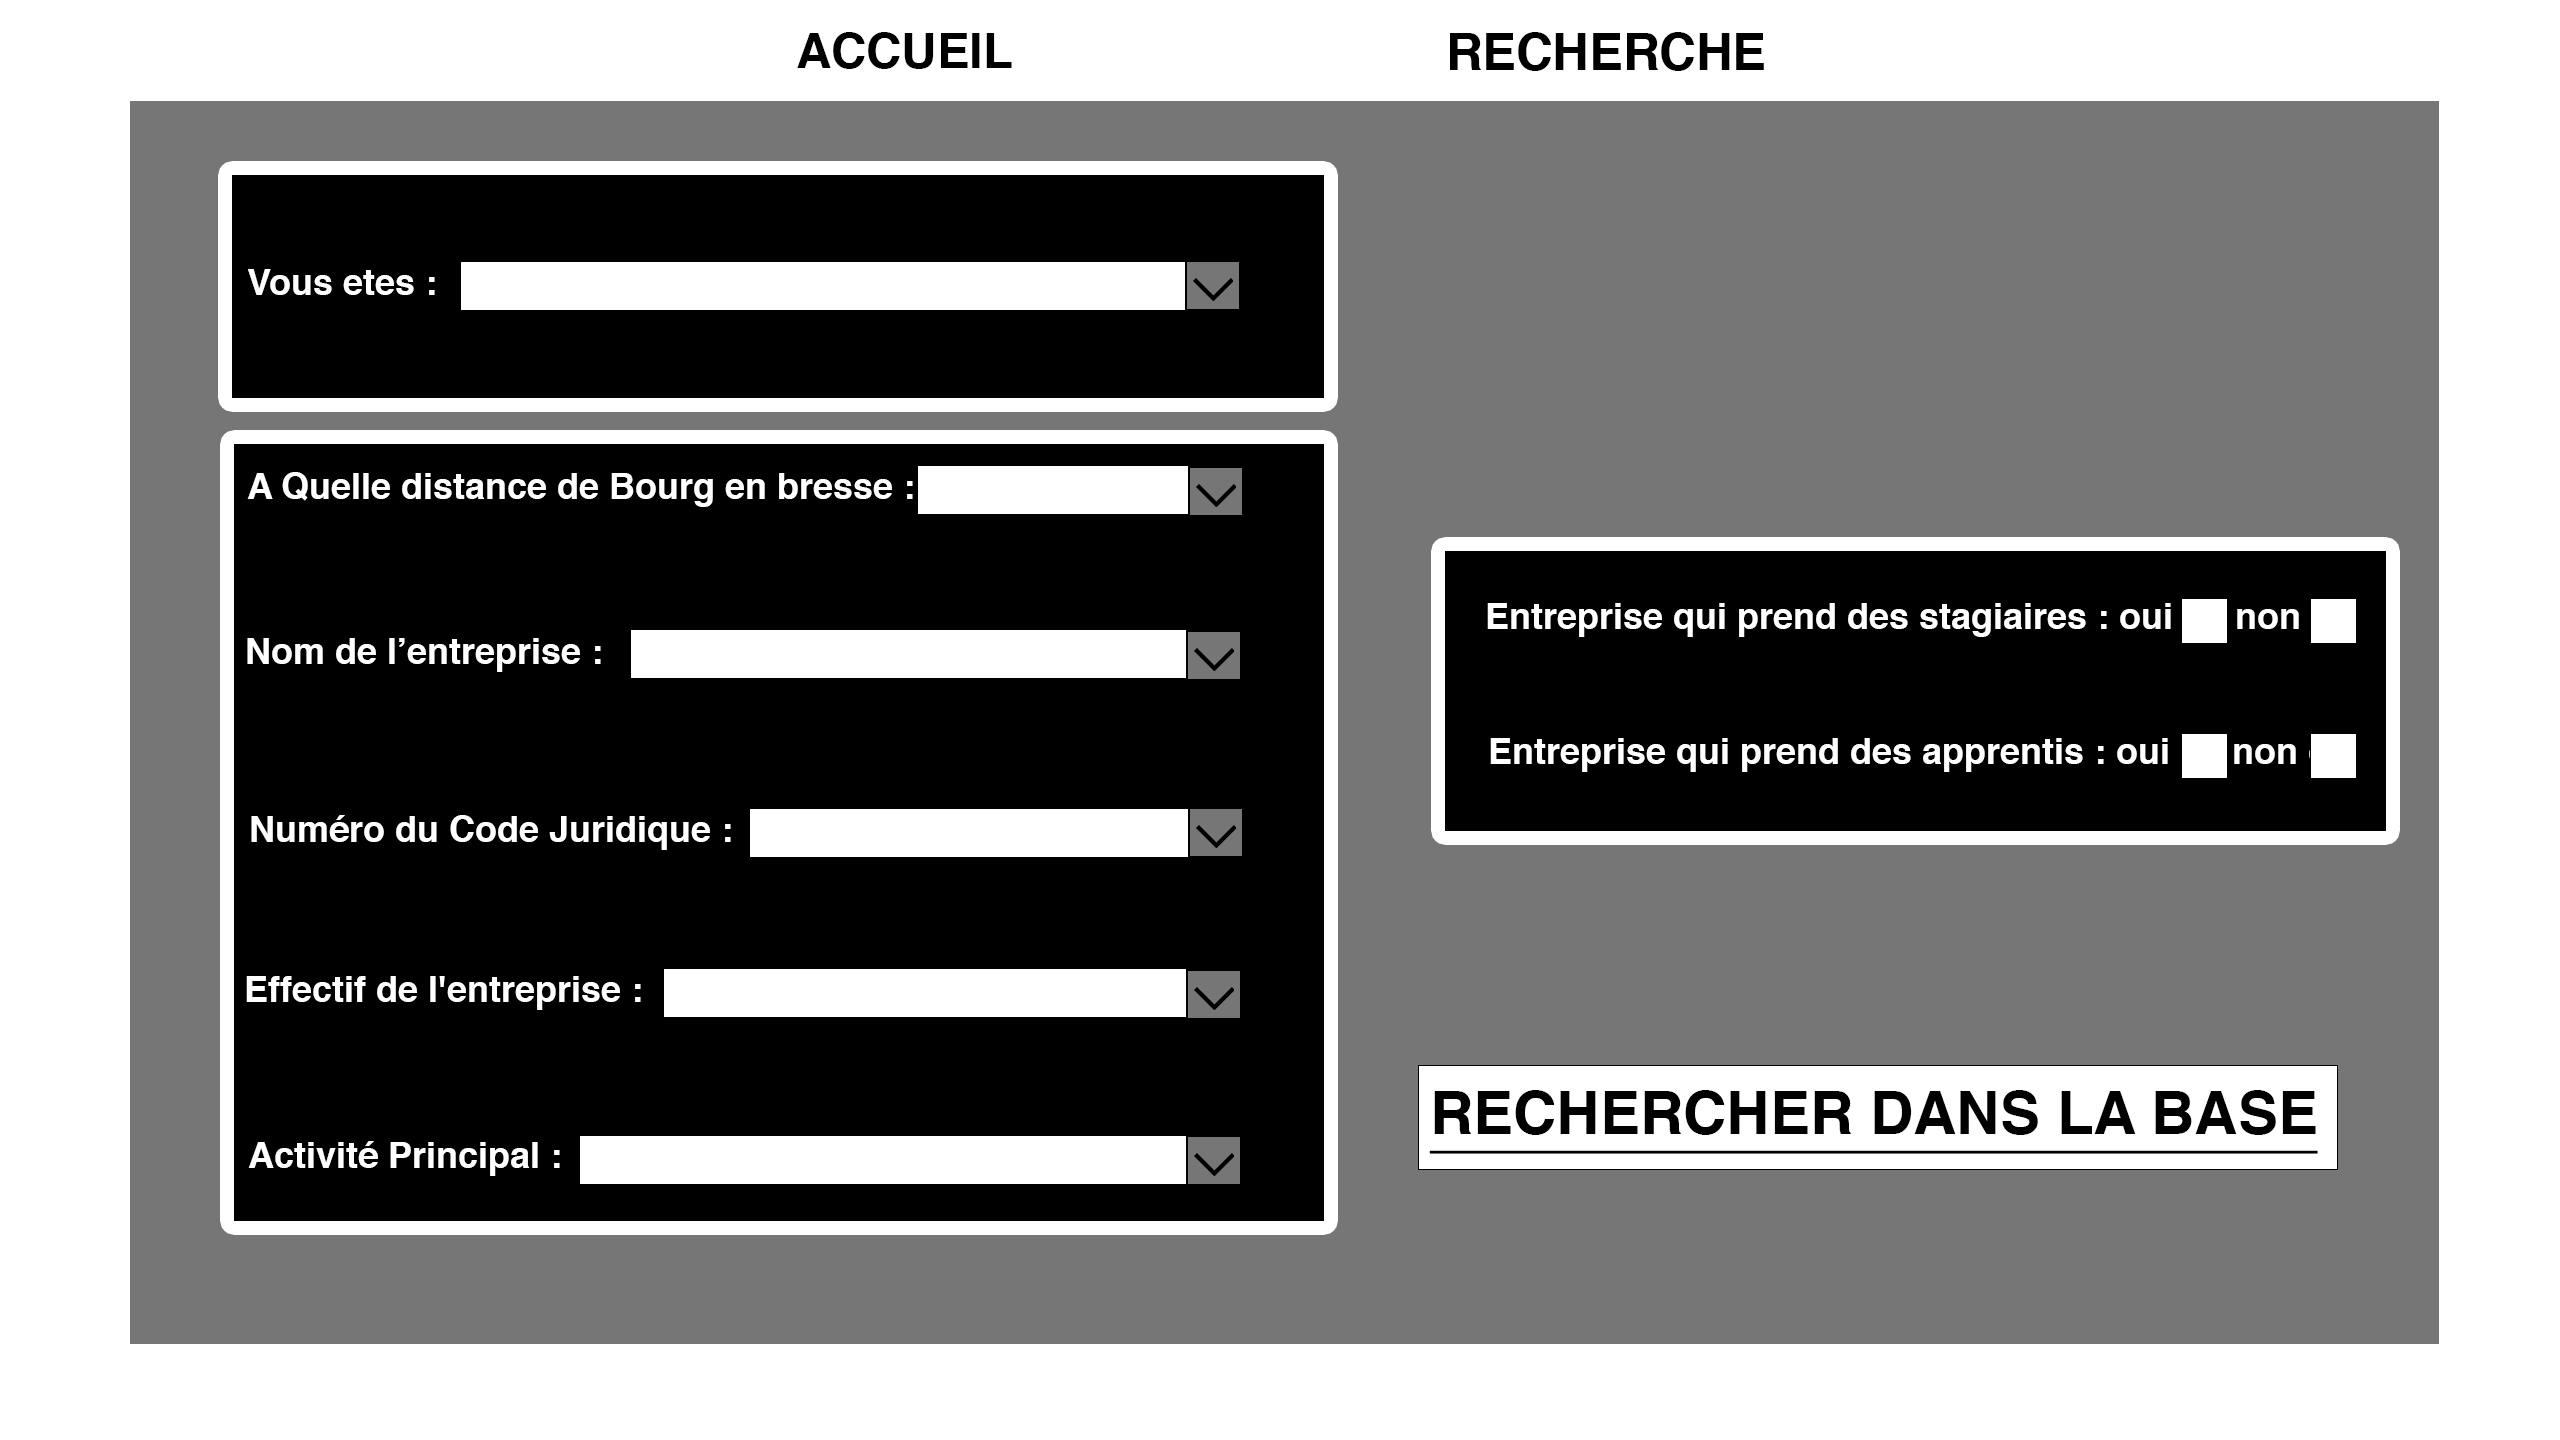 ACCUEIL
RECHERCHE
Vous etes :
A Quelle distance de Bourg en bresse :
Nom de l’entreprise :
Numéro du Code Juridique :
Effectif de l'entreprise :
Activité Principal :
Entreprise qui prend des stagiaires : oui non
Entreprise qui prend des apprentis : oui non
RECHERCHER DANS LA BASE